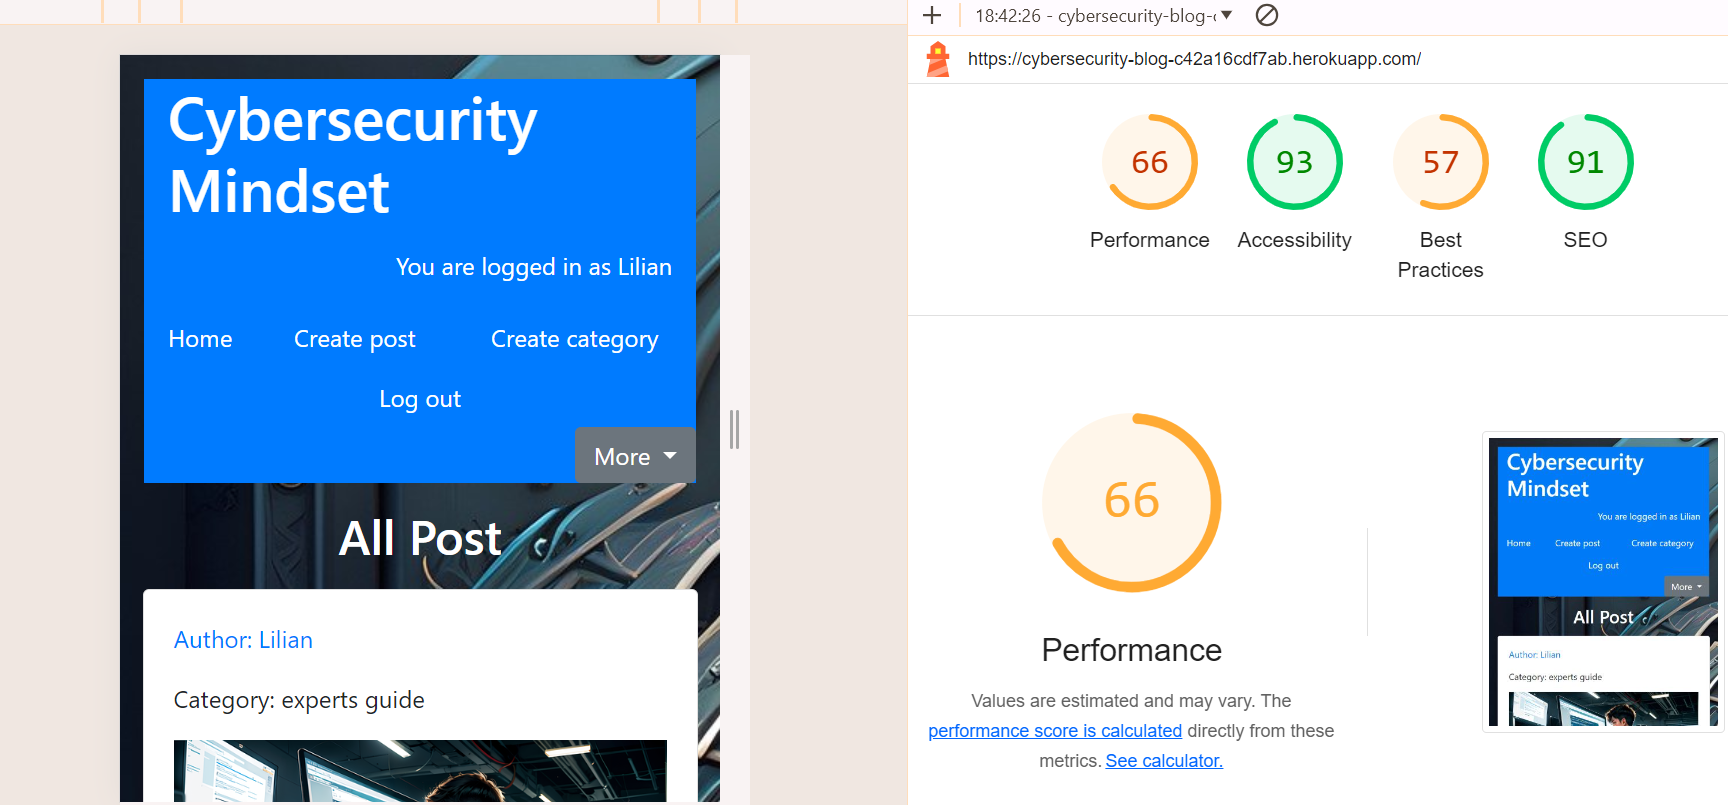 Cybersecurity
Mindset
You are logged in as Lilian
Home Create post Create category
Log out
More
All Post
Author: Lilian
Category: experts guide
18:42:26 - cybersecurity-blog-
https://cybersecurity-blog-c42a16cdf7ab.herokuapp.com/
66 93 57 91
Performance Accessibility Best Practices SEO
66
Performance
Values are estimated and may vary. The
performance score is calculated directly from these
metrics. See calculator.
Cybersecurity
Mindset
You are logged in as Lilian
Home Create post Create category
Log out
More
All Post
Author: Lilian
Category: experts guide